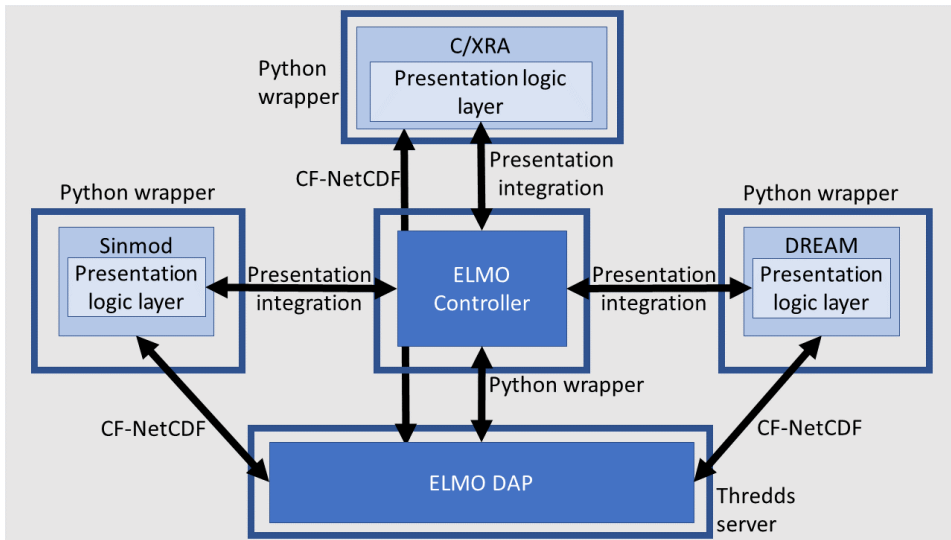 C/XRA
Presentation logic
layer
Python
wrapper
CF-NetCDF
Presentation
integration
Python wrapper
Sinmod
Presentation
logic layer
Presentation
integration
ELMO
Controller
Presentation
integration
Python wrapper
DREAM
Presentation
logic layer
Python wrapper
CF-NetCDF
CF-NetCDF
ELMO DAP
Thredds
server